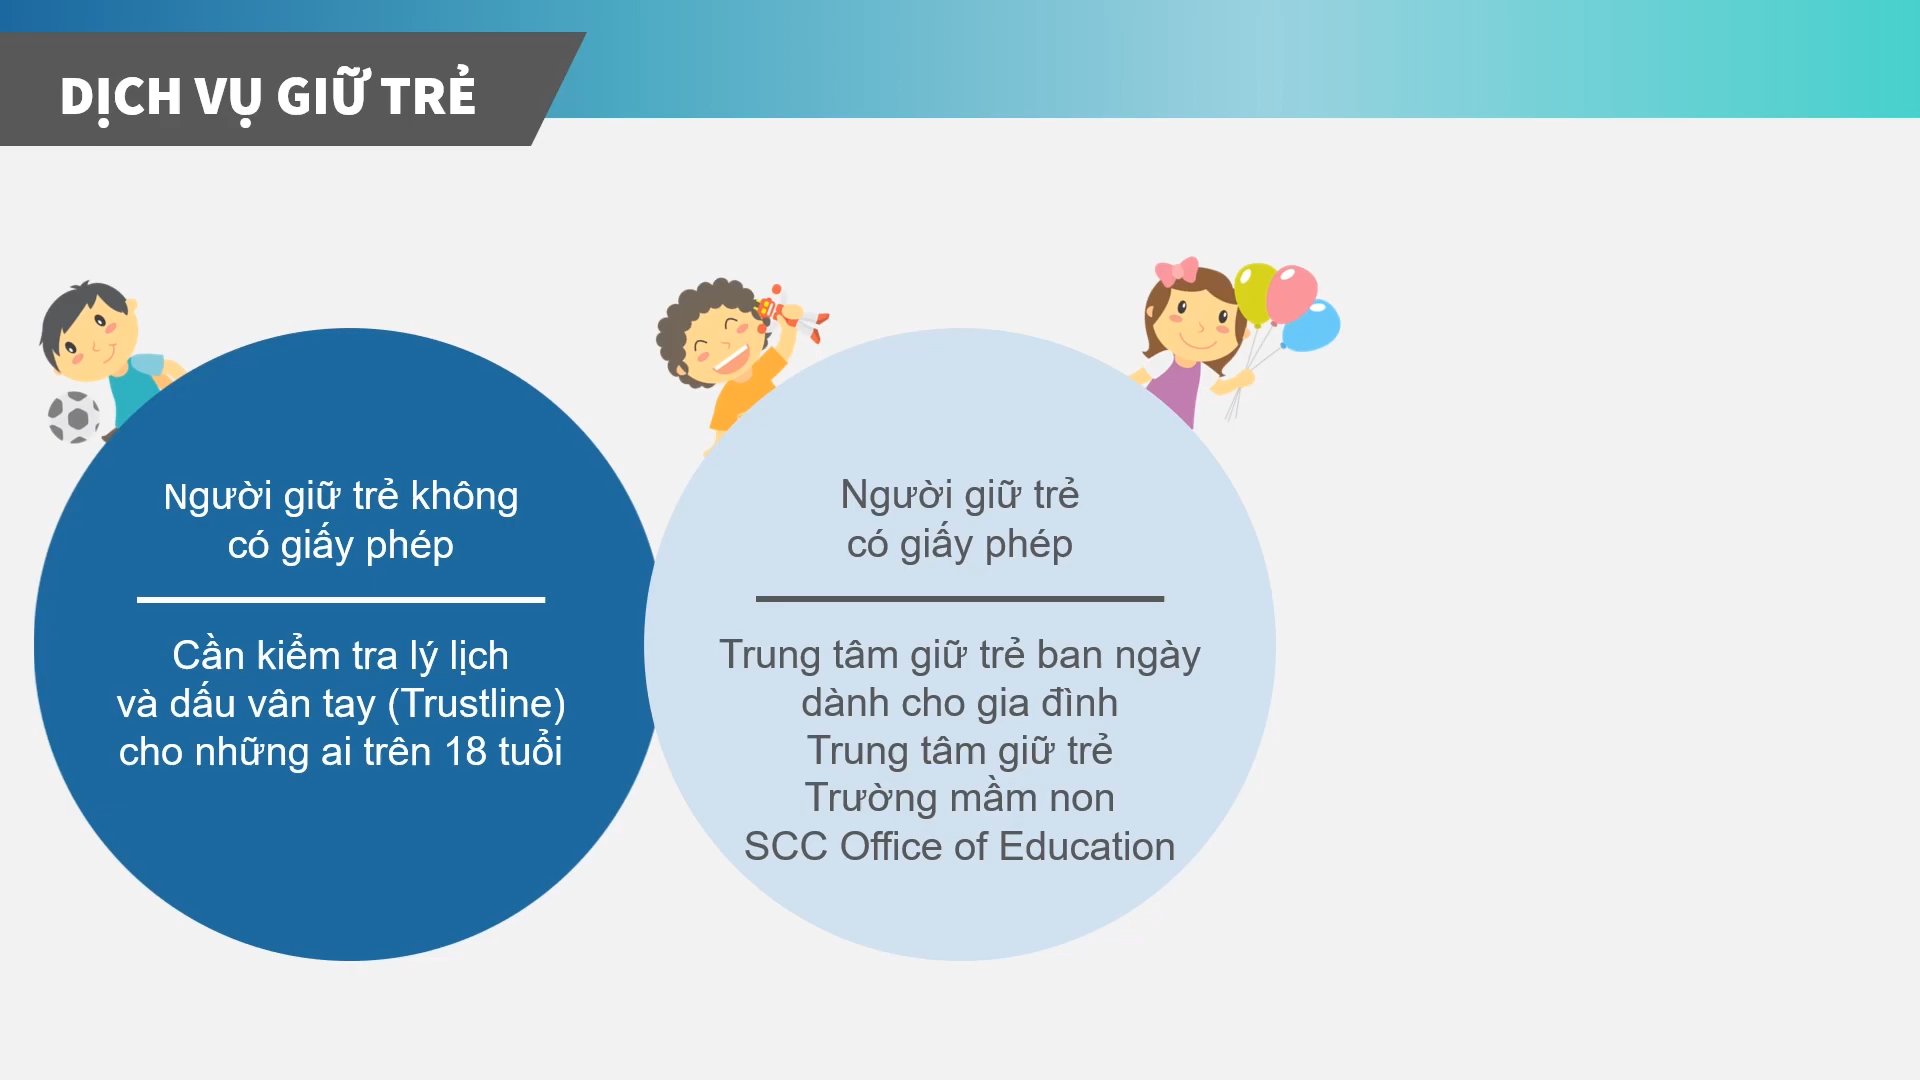 DỊCH VỤ GIỮ TRẺ
Người giữ trẻ không
có giấy phép
Cần kiểm tra lý lịch
và dấu vân tay (Trustline)
cho những ai trên 18 tuổi
Người giữ trẻ
có giấy phép
Trung tâm giữ trẻ ban ngày
dành cho gia đình
Trung tâm giữ trẻ
Trường mầm non
SCC Office of Education